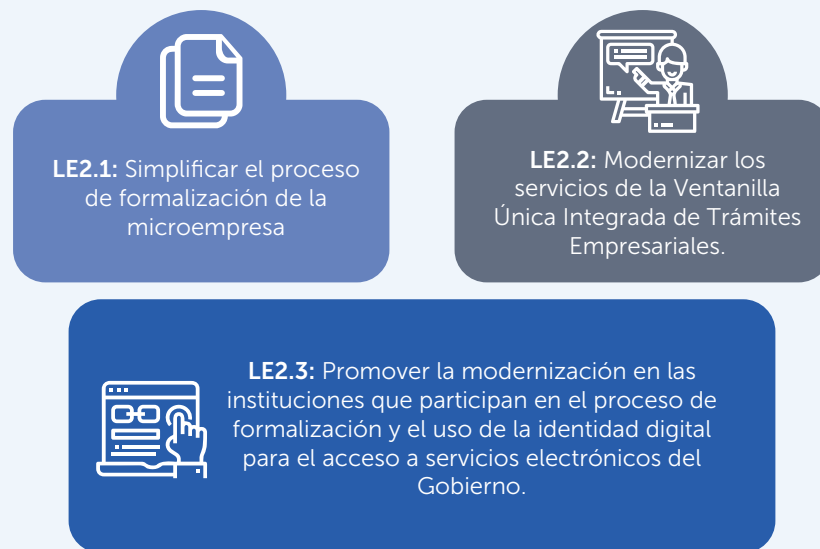 LE2.1: Simplificar el proceso
de formalización de la
microempresa
LE2.2: Modernizar los
servicios de la Ventanilla
Única Integrada de Trámites
Empresariales.
LE2.3: Promover la modernización en las
instituciones que participan en el proceso de
formalización y el uso de la identidad digital
para el acceso a servicios electrónicos del
Gobierno.